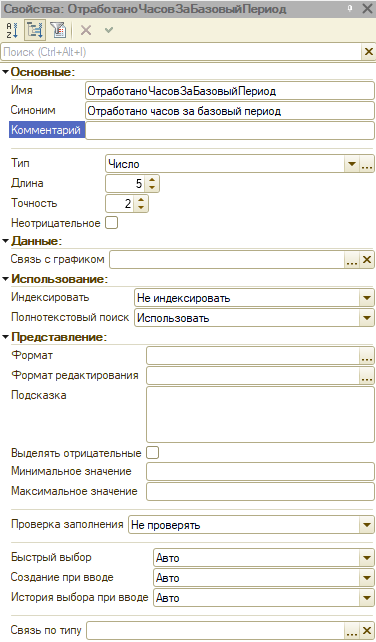 Свойства: ОтработаноЧасовЗаБазовыйПериод
Поиск (Ctrl+Alt+I)
Основные:
Имя ОтработаноЧасовЗаБазовыйПериод
Синоним Отработано часов за базовый период
Комментарий
Тип Число
Длина 5
Точность 2
Неотрицательное
Данные:
Связь с графиком
Использование:
Индексировать Не индексировать
Полнотекстовый поиск Использовать
Представление:
Формат
Формат редактирования
Подсказка
Выделять отрицательные
Минимальное значение
Максимальное значение
Проверка заполнения Не проверять
Быстрый выбор Авто
Создание при вводе Авто
История выбора при вводе Авто
Связь по типу